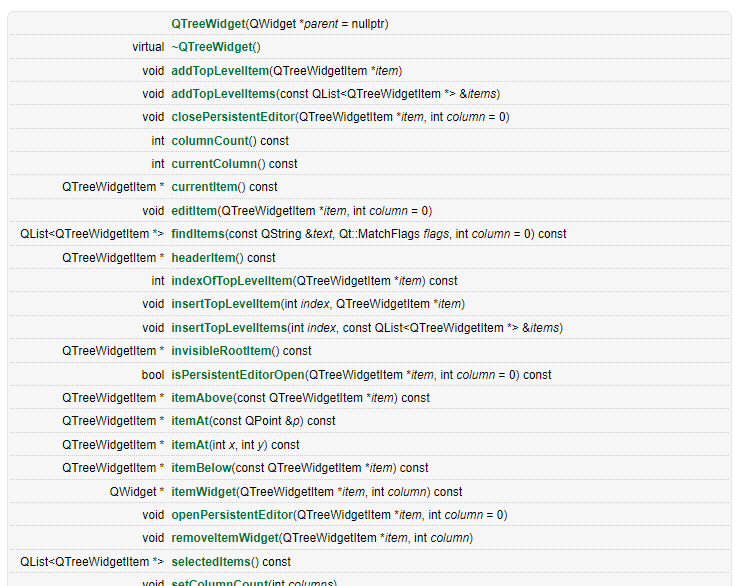 QTreeWidget(QWidget *parent = nullptr)
virtual ~QTreeWidget()
void addTopLevelItem(QTreeWidgetItem *item)
void addTopLevelItems(const QList<QTreeWidgetItem *> &items)
void closePersistentEditor(QTreeWidgetItem *item, int column = 0)
int columnCount() const
int currentColumn() const
QTreeWidgetItem * currentItem() const
void editItem(QTreeWidgetItem *item, int column = 0)
QList<QTreeWidgetItem *> findItems(const QString &text, Qt::MatchFlags flags, int column = 0) const
QTreeWidgetItem * headerItem() const
int indexOfTopLevelItem(QTreeWidgetItem *item) const
void insertTopLevelItem(int index, QTreeWidgetItem *item)
void insertTopLevelItems(int index, const QList<QTreeWidgetItem *> &items)
QTreeWidgetItem * invisibleRootItem() const
bool isPersistentEditorOpen(QTreeWidgetItem *item, int column = 0) const
QTreeWidgetItem * itemAbove(const QTreeWidgetItem *item) const
QTreeWidgetItem * itemAt(const QPoint &p) const
QTreeWidgetItem * itemAt(int x, int y) const
QTreeWidgetItem * itemBelow(const QTreeWidgetItem *item) const
QWidget * itemWidget(QTreeWidgetItem *item, int column) const
void openPersistentEditor(QTreeWidgetItem *item, int column = 0)
void removeItemWidget(QTreeWidgetItem *item, int column)
QList<QTreeWidgetItem *> selectedItems() const
void setColumnCount(int columns)